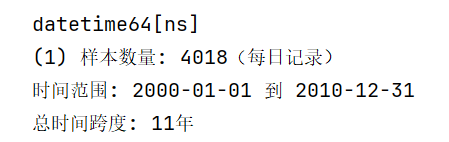 datetime64[ns]
(1) 样本数量: 4018（每日记录）
时间范围: 2000-01-01 到 2010-12-31
总时间跨度: 11年